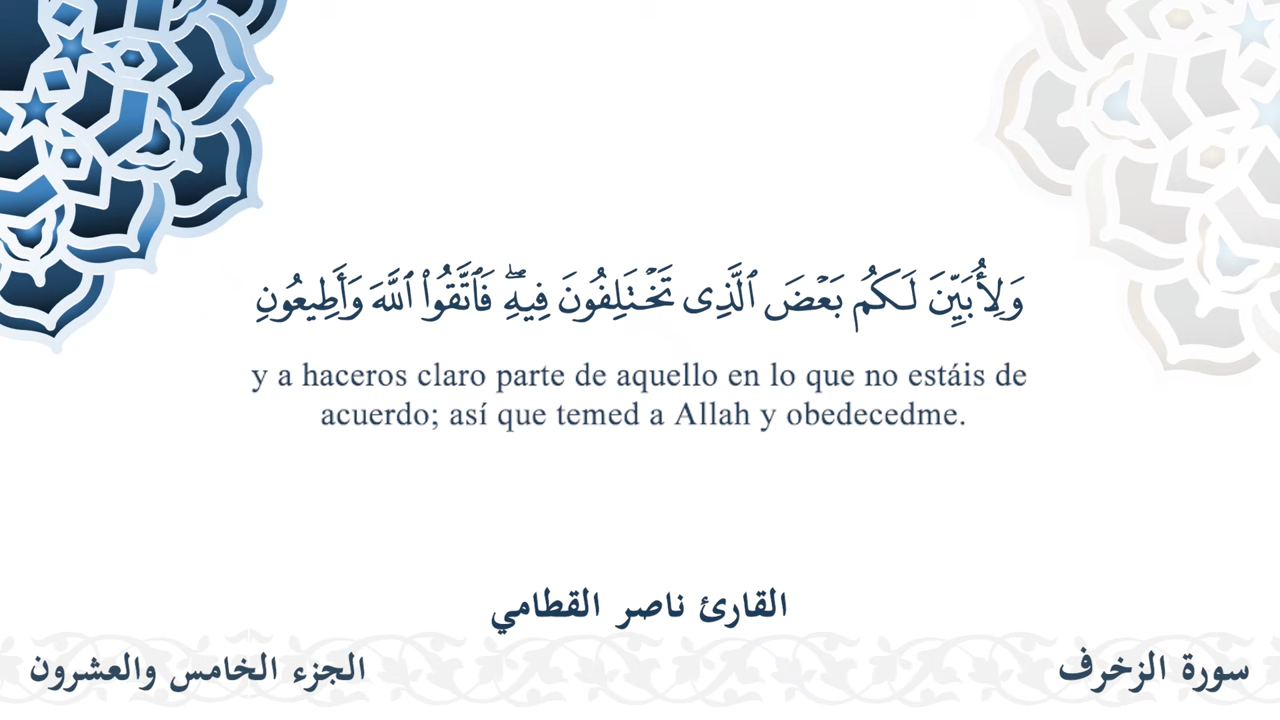 وَلِأُبَيِّنَ لَكُم بَعْضَ ٱلَّذِى تَخْتَلِفُونَ فِيهِ ۖ فَٱتَّقُوا۟ ٱللَّهَ وَأَطِيعُونِ
y a haceros claro parte de aquello en lo que no estáis de
acuerdo; así que temed a Allah y obedecedme.
القارئ ناصر القطامي
سورة الزخرف
الجزء الخامس والعشرون